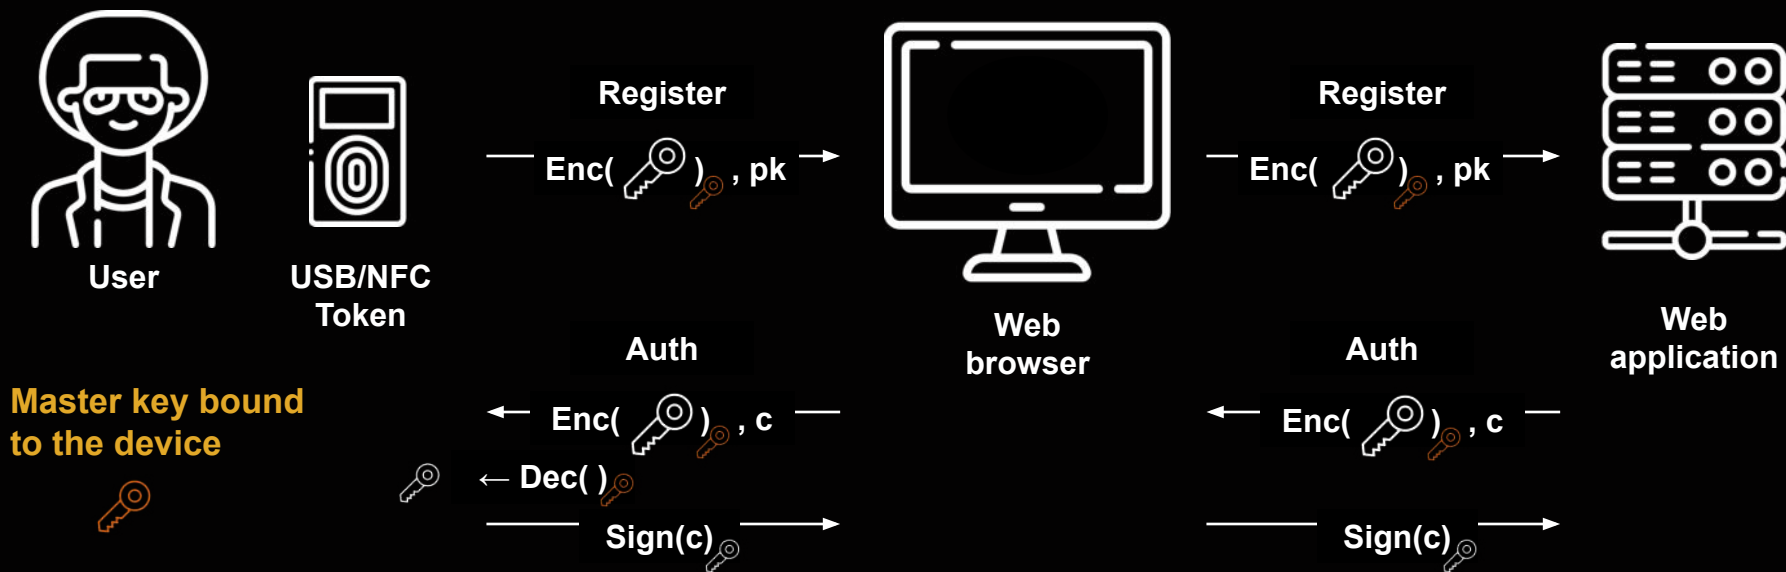 Register
Enc( ) , pk
Register
Enc( ) , pk
User
USB/NFC
Token
Web
browser
Web
application
Auth
Enc( ) , c
Auth
Enc( ) , c
Master key bound
to the device
← Dec( )
Sign(c)
Sign(c)